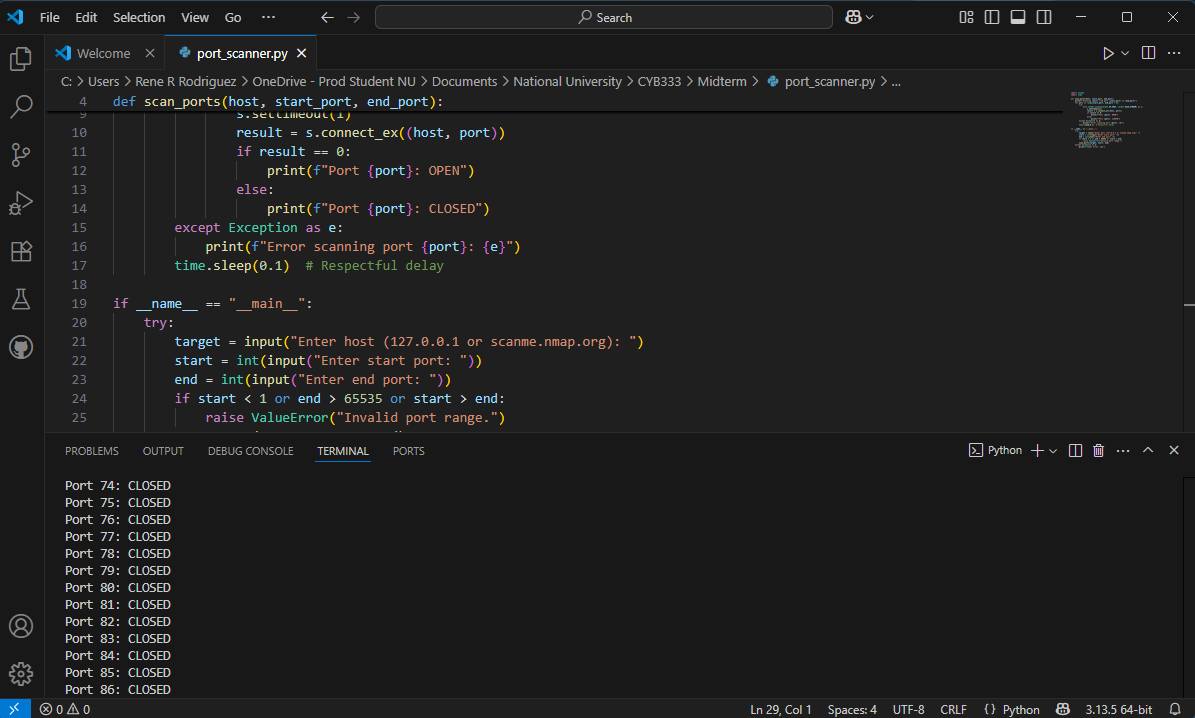 File Edit Selection View Go ··· Search
Welcome port_scanner.py
C: > Users > Rene R Rodriguez > OneDrive - Prod Student NU > Documents > National University > CYB333 > Midterm > port_scanner.py > ...
4 def scan_ports(host, start_port, end_port):
9 s.settimeout(1)
10 result = s.connect_ex((host, port))
11 if result == 0:
12 print(f"Port {port}: OPEN")
13 else:
14 print(f"Port {port}: CLOSED")
15 except Exception as e:
16 print(f"Error scanning port {port}: {e}")
17 time.sleep(0.1)  # Respectful delay
18
19 if __name__ == "__main__":
20 try:
21 target = input("Enter host (127.0.0.1 or scanme.nmap.org): ")
22 start = int(input("Enter start port: "))
23 end = int(input("Enter end port: "))
24 if start < 1 or end > 65535 or start > end:
25 raise ValueError("Invalid port range.")
PROBLEMS OUTPUT DEBUG CONSOLE TERMINAL PORTS Python
Port 74: CLOSED
Port 75: CLOSED
Port 76: CLOSED
Port 77: CLOSED
Port 78: CLOSED
Port 79: CLOSED
Port 80: CLOSED
Port 81: CLOSED
Port 82: CLOSED
Port 83: CLOSED
Port 84: CLOSED
Port 85: CLOSED
Port 86: CLOSED
0 0 Ln 29, Col 1 Spaces: 4 UTF-8 CRLF {} Python 3.13.5 64-bit